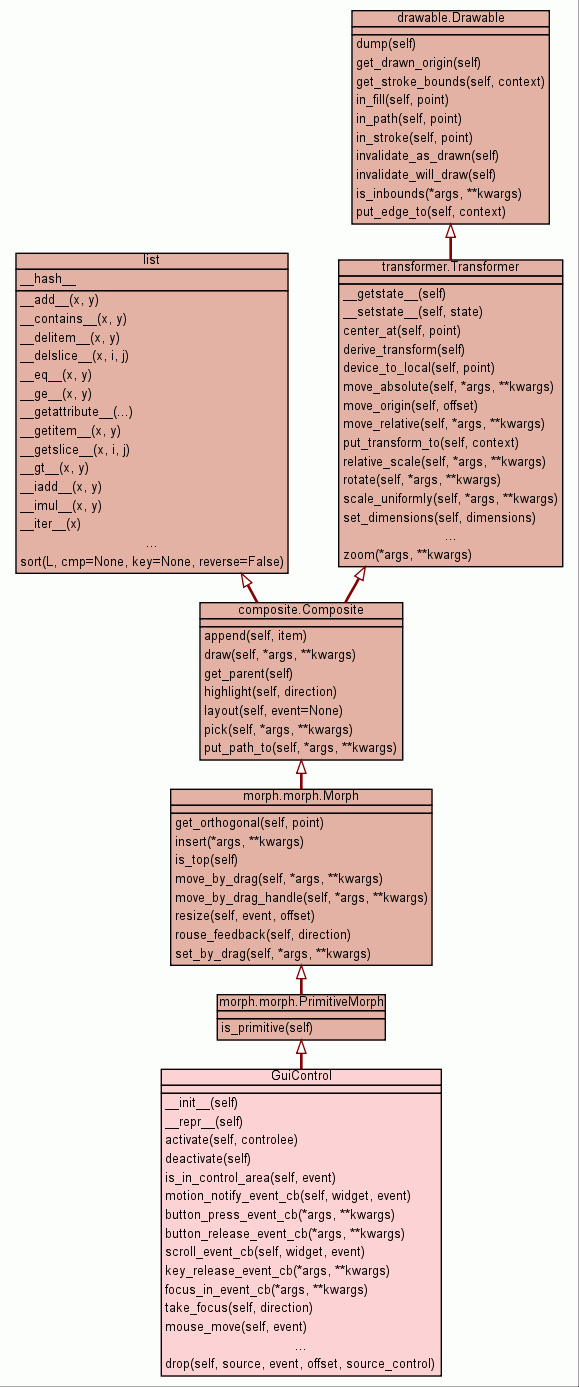 drawable.Drawable
dump(self)
get_drawn_origin(self)
get_stroke_bounds(self, context)
in_fill(self, point)
in_path(self, point)
in_stroke(self, point)
invalidate_as_drawn(self)
invalidate_will_draw(self)
is_inbounds(*args, **kwargs)
put_edge_to(self, context)
list
__hash__
__add__(x, y)
__contains__(x, y)
__delitem__(x, y)
__delslice__(x, i, j)
__eq__(x, y)
__ge__(x, y)
__getattribute__(...)
__getitem__(x, y)
__getslice__(x, i, j)
__gt__(x, y)
__iadd__(x, y)
__imul__(x, y)
__iter__(x)
...
sort(L, cmp=None, key=None, reverse=False)
transformer.Transformer
__getstate__(self)
__setstate__(self, state)
center_at(self, point)
derive_transform(self)
device_to_local(self, point)
move_absolute(self, *args, **kwargs)
move_origin(self, offset)
move_relative(self, *args, **kwargs)
put_transform_to(self, context)
relative_scale(self, *args, **kwargs)
rotate(self, *args, **kwargs)
scale_uniformly(self, *args, **kwargs)
set_dimensions(self, dimensions)
...
zoom(*args, **kwargs)
composite.Composite
append(self, item)
draw(self, *args, **kwargs)
get_parent(self)
highlight(self, direction)
layout(self, event=None)
pick(self, *args, **kwargs)
put_path_to(self, *args, **kwargs)
morph.morph.Morph
get_orthogonal(self, point)
insert(*args, **kwargs)
is_top(self)
move_by_drag(self, *args, **kwargs)
move_by_drag_handle(self, *args, **kwargs)
resize(self, event, offset)
rouse_feedback(self, direction)
set_by_drag(self, *args, **kwargs)
morph.morph.PrimitiveMorph
is_primitive(self)
GuiControl
__init__(self)
__repr__(self)
activate(self, controlee)
deactivate(self)
is_in_control_area(self, event)
motion_notify_event_cb(self, widget, event)
button_press_event_cb(*args, **kwargs)
button_release_event_cb(*args, **kwargs)
scroll_event_cb(self, widget, event)
key_release_event_cb(*args, **kwargs)
focus_in_event_cb(*args, **kwargs)
take_focus(self, direction)
mouse_move(self, event)
...
drop(self, source, event, offset, source_control)